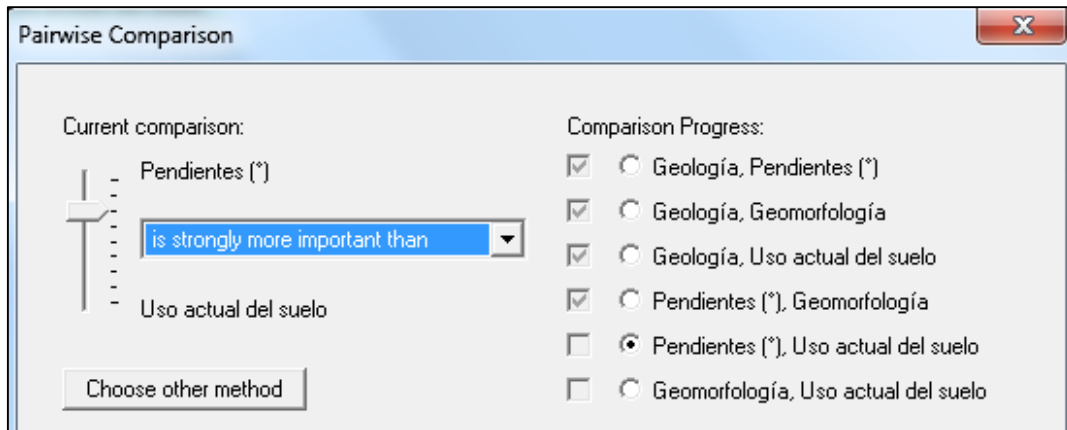 Pairwise Comparison
Current comparison:
Pendientes (*)
is strongly more important than
Uso actual del suelo
Choose other method
Comparison Progress:
Geología, Pendientes (*)
Geología, Geomorfología
Geología, Uso actual del suelo
Pendientes (*), Geomorfología
Pendientes (*), Uso actual del suelo
Geomorfología, Uso actual del suelo